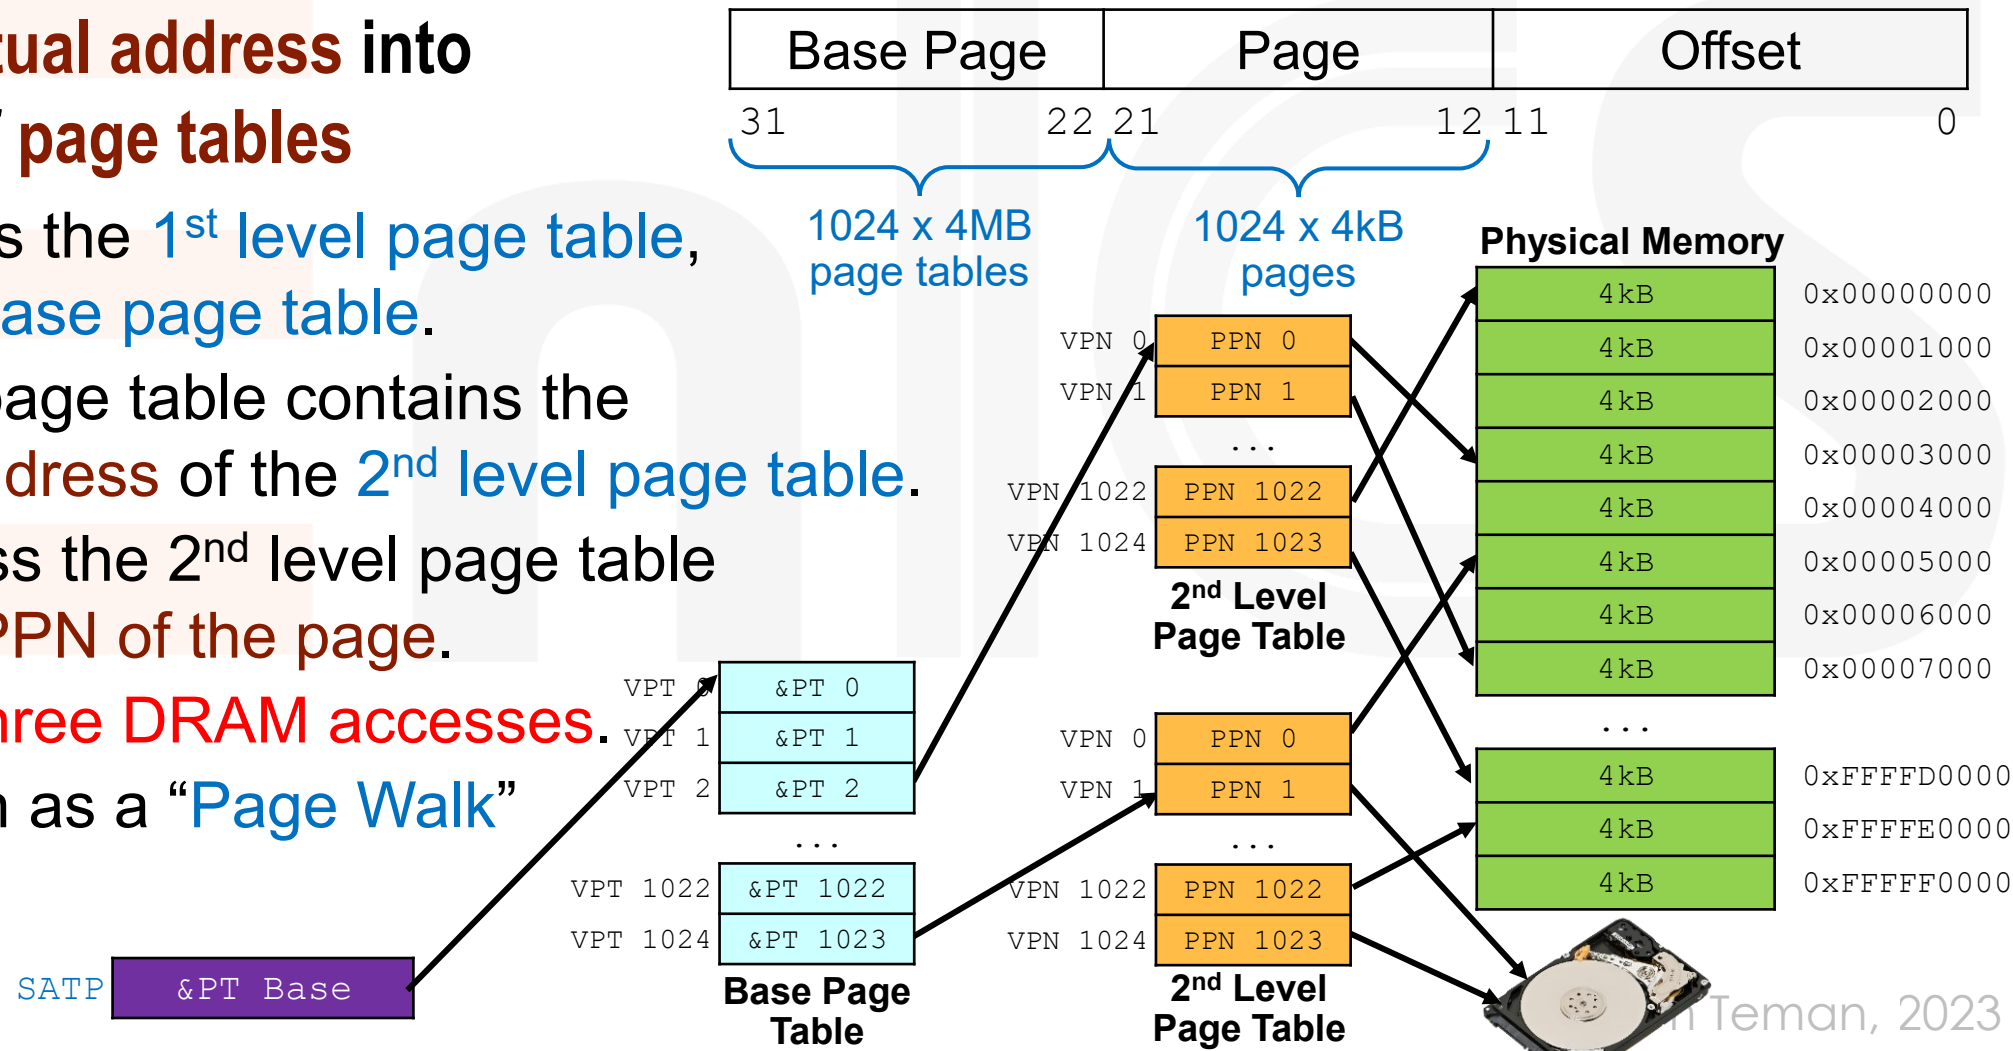 tual address into
page tables
s the 1st level page table,
ase page table.
page table contains the
dress of the 2nd level page table.
ss the 2nd level page table
PPN of the page.
hree DRAM accesses.
as a “Page Walk”
Base Page Page Offset
31 22 21 12 11 0
1024 x 4MB
page tables
1024 x 4kB
pages
SATP &PT Base
VPT 0 &PT 0
VPT 1 &PT 1
VPT 2 &PT 2
...
VPT 1022 &PT 1022
VPT 1024 &PT 1023
Base Page
Table
VPN 0 PPN 0
VPN 1 PPN 1
...
VPN 1022 PPN 1022
VPN 1024 PPN 1023
2nd Level
Page Table
VPN 0 PPN 0
VPN 1 PPN 1
...
VPN 1022 PPN 1022
VPN 1024 PPN 1023
2nd Level
Page Table
Physical Memory
4kB 0x00000000
4kB 0x00001000
4kB 0x00002000
4kB 0x00003000
4kB 0x00004000
4kB 0x00005000
4kB 0x00006000
4kB 0x00007000
...
4kB 0xFFFFD0000
4kB 0xFFFFE0000
4kB 0xFFFFF0000
Teman, 2023